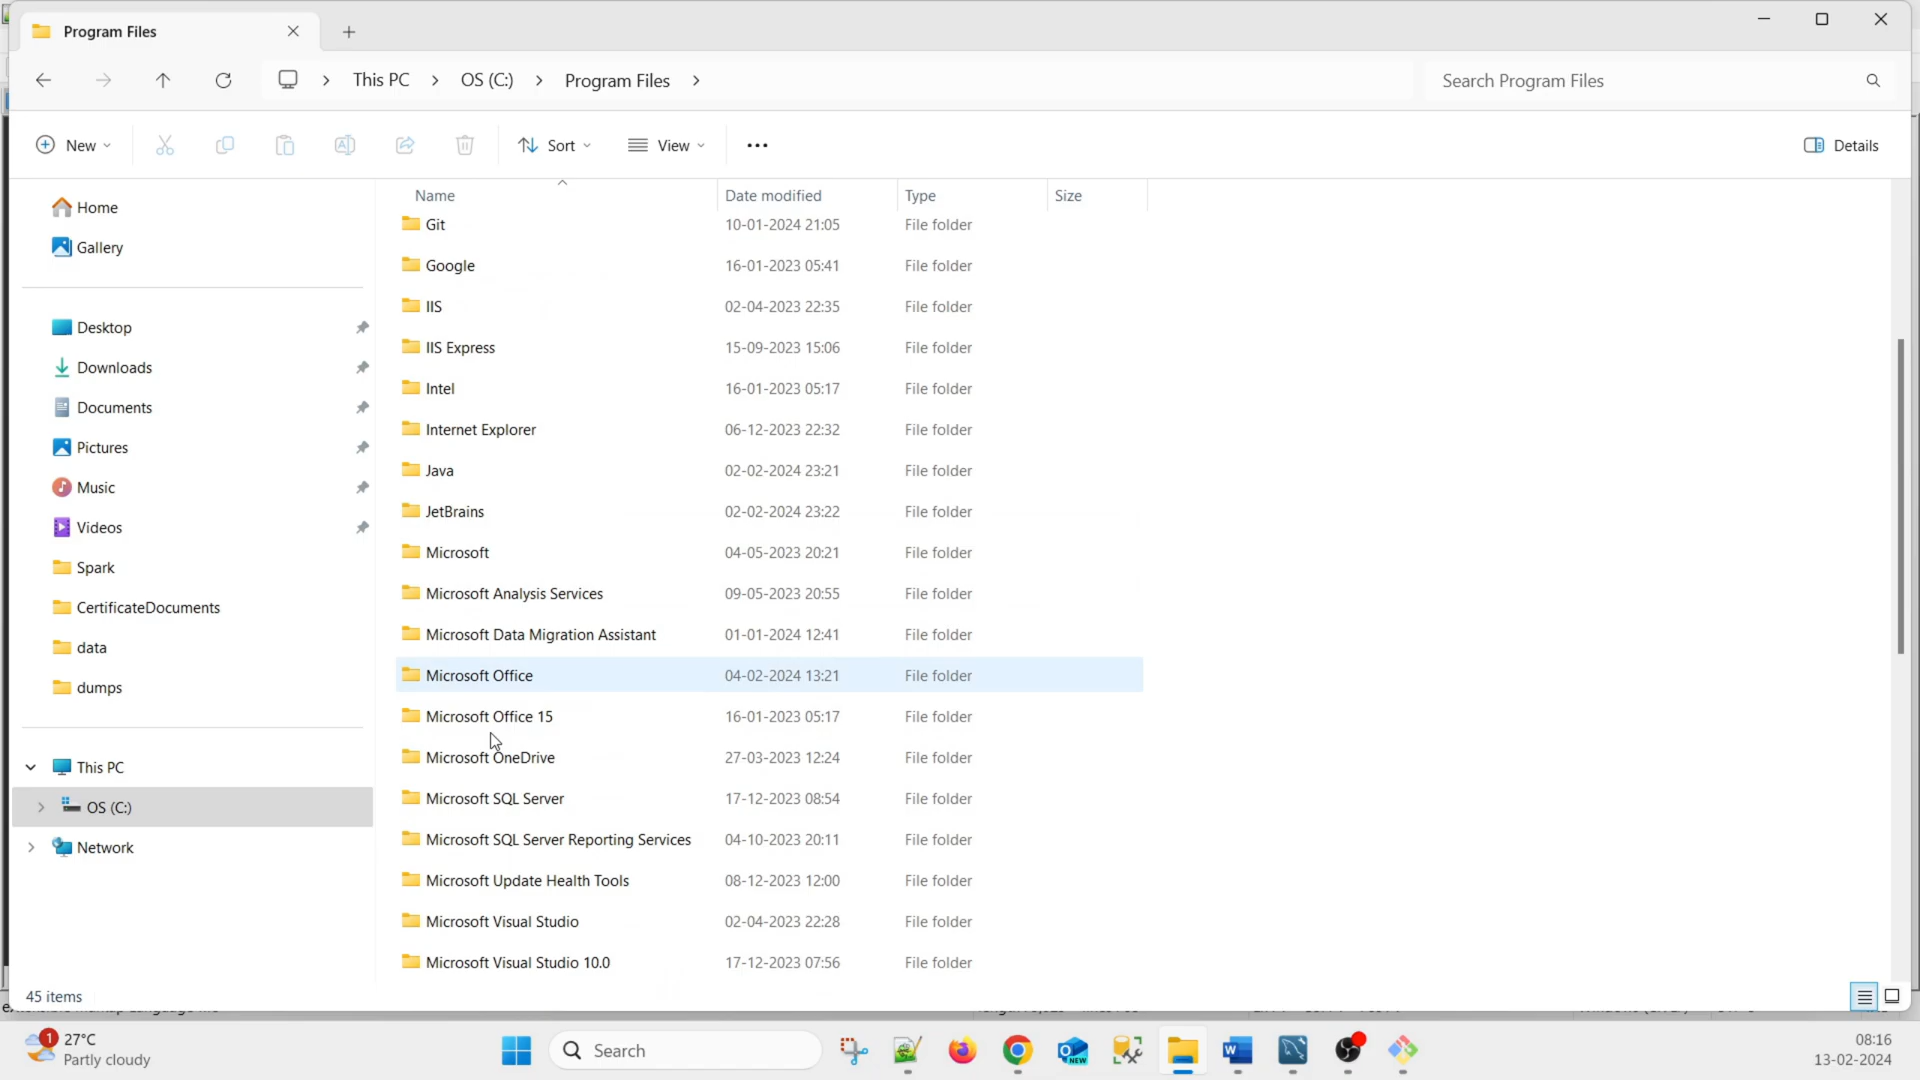 Program Files
This PC > OS (C:) > Program Files >
Search Program Files
New
Sort
View
Details
Home
Gallery
Desktop
Downloads
Documents
Pictures
Music
Videos
Spark
CertificateDocuments
data
dumps
This PC
OS (C:)
Network
Name Date modified Type Size
Git 10-01-2024 21:05 File folder
Google 16-01-2023 05:41 File folder
IIS 02-04-2023 22:35 File folder
IIS Express 15-09-2023 15:06 File folder
Intel 16-01-2023 05:17 File folder
Internet Explorer 06-12-2023 22:32 File folder
Java 02-02-2024 23:21 File folder
JetBrains 02-02-2024 23:22 File folder
Microsoft 04-05-2023 20:21 File folder
Microsoft Analysis Services 09-05-2023 20:55 File folder
Microsoft Data Migration Assistant 01-01-2024 12:41 File folder
Microsoft Office 04-02-2024 13:21 File folder
Microsoft Office 15 16-01-2023 05:17 File folder
Microsoft OneDrive 27-03-2023 12:24 File folder
Microsoft SQL Server 17-12-2023 08:54 File folder
Microsoft SQL Server Reporting Services 04-10-2023 20:11 File folder
Microsoft Update Health Tools 08-12-2023 12:00 File folder
Microsoft Visual Studio 02-04-2023 22:28 File folder
Microsoft Visual Studio 10.0 17-12-2023 07:56 File folder
45 items
1
27°C
Partly cloudy
Search
NEW
08:16
13-02-2024